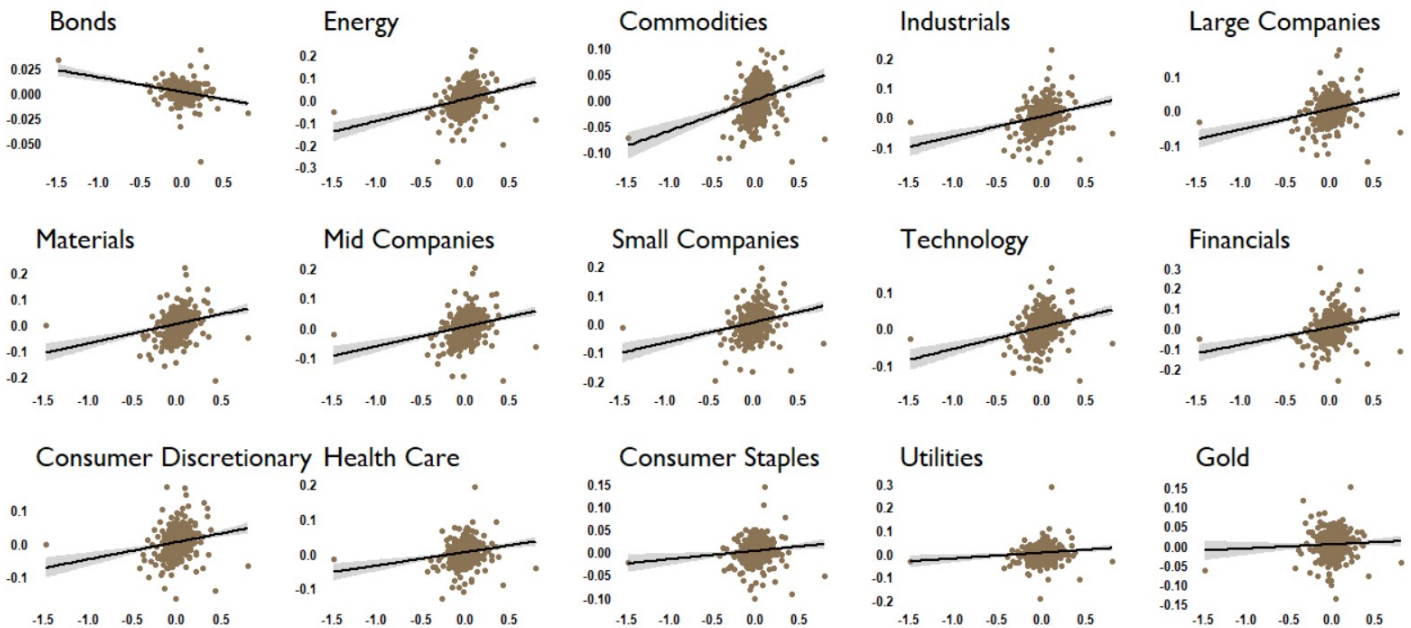 Bonds
0.025
0.000
-0.025
-0.050
-1.5 -1.0 -0.5 0.0 0.5
Energy
0.2
0.1
0.0
-0.1
-0.2
-0.3
-1.5 -1.0 -0.5 0.0 0.5
Commodities
0.10
0.05
0.00
-0.05
-0.10
-1.5 -1.0 -0.5 0.0 0.5
Industrials
0.2
0.1
0.0
-0.1
-1.5 -1.0 -0.5 0.0 0.5
Large Companies
0.1
0.0
-0.1
-1.5 -1.0 -0.5 0.0 0.5
Materials
0.2
0.1
0.0
-0.1
-0.2
-1.5 -1.0 -0.5 0.0 0.5
Mid Companies
0.2
0.1
0.0
-0.1
-1.5 -1.0 -0.5 0.0 0.5
Small Companies
0.2
0.1
0.0
-0.1
-0.2
-1.5 -1.0 -0.5 0.0 0.5
Technology
0.1
0.0
-0.1
-1.5 -1.0 -0.5 0.0 0.5
Financials
0.3
0.2
0.1
0.0
-0.1
-0.2
-1.5 -1.0 -0.5 0.0 0.5
Consumer Discretionary
0.1
0.0
-0.1
-1.5 -1.0 -0.5 0.0 0.5
Health Care
0.2
0.1
0.0
-0.1
-1.5 -1.0 -0.5 0.0 0.5
Consumer Staples
0.15
0.10
0.05
0.00
-0.05
-0.10
-1.5 -1.0 -0.5 0.0 0.5
Utilities
0.3
0.2
0.1
0.0
-0.1
-0.2
-1.5 -1.0 -0.5 0.0 0.5
Gold
0.15
0.10
0.05
0.00
-0.05
-0.10
-0.15
-1.5 -1.0 -0.5 0.0 0.5